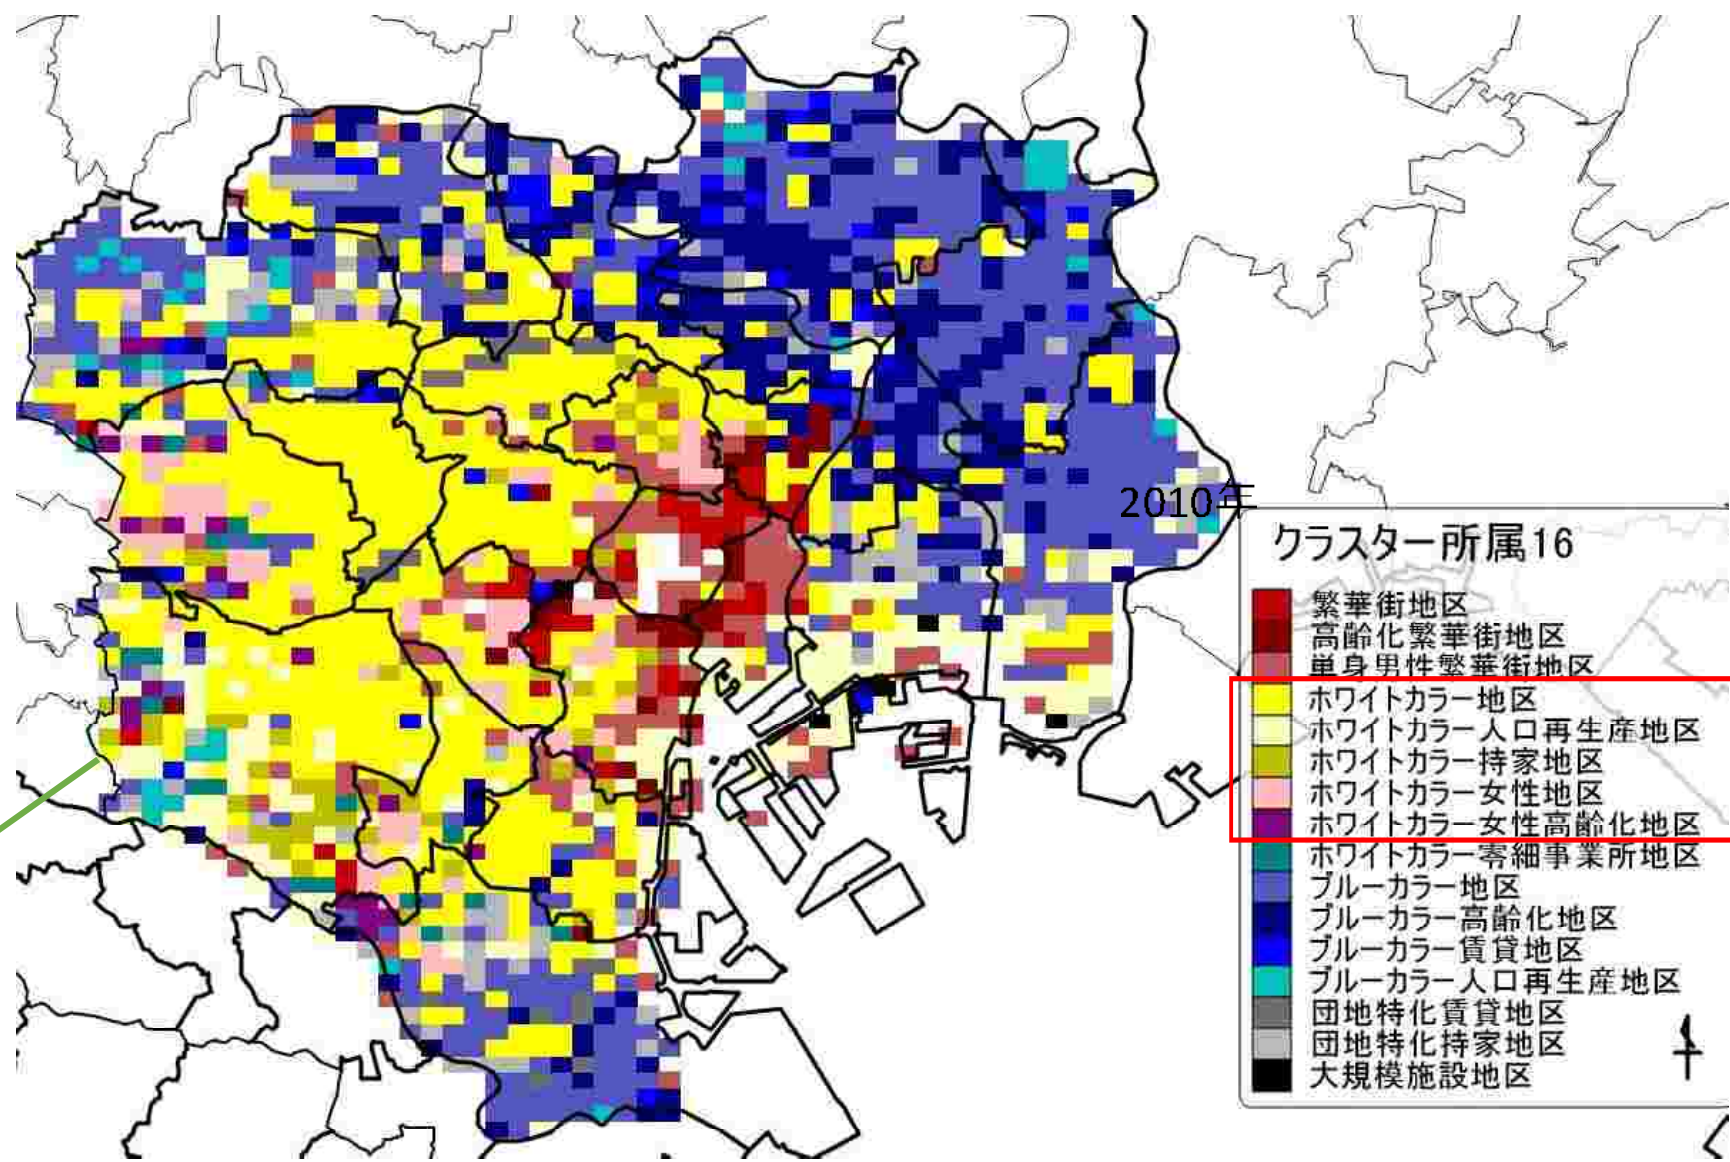 2010年
クラスター所属16
繁華街地区
高齢化繁華街地区
単身男性繁華街地区
ホワイトカラー地区
ホワイトカラー人口再生産地区
ホワイトカラー持家地区
ホワイトカラー女性地区
ホワイトカラー女性高齢化地区
ホワイトカラー零細事業所地区
ブルーカラー地区
ブルーカラー高齢化地区
ブルーカラー賃貸地区
ブルーカラー人口再生産地区
団地特化賃貸地区
団地特化持家地区
大規模施設地区